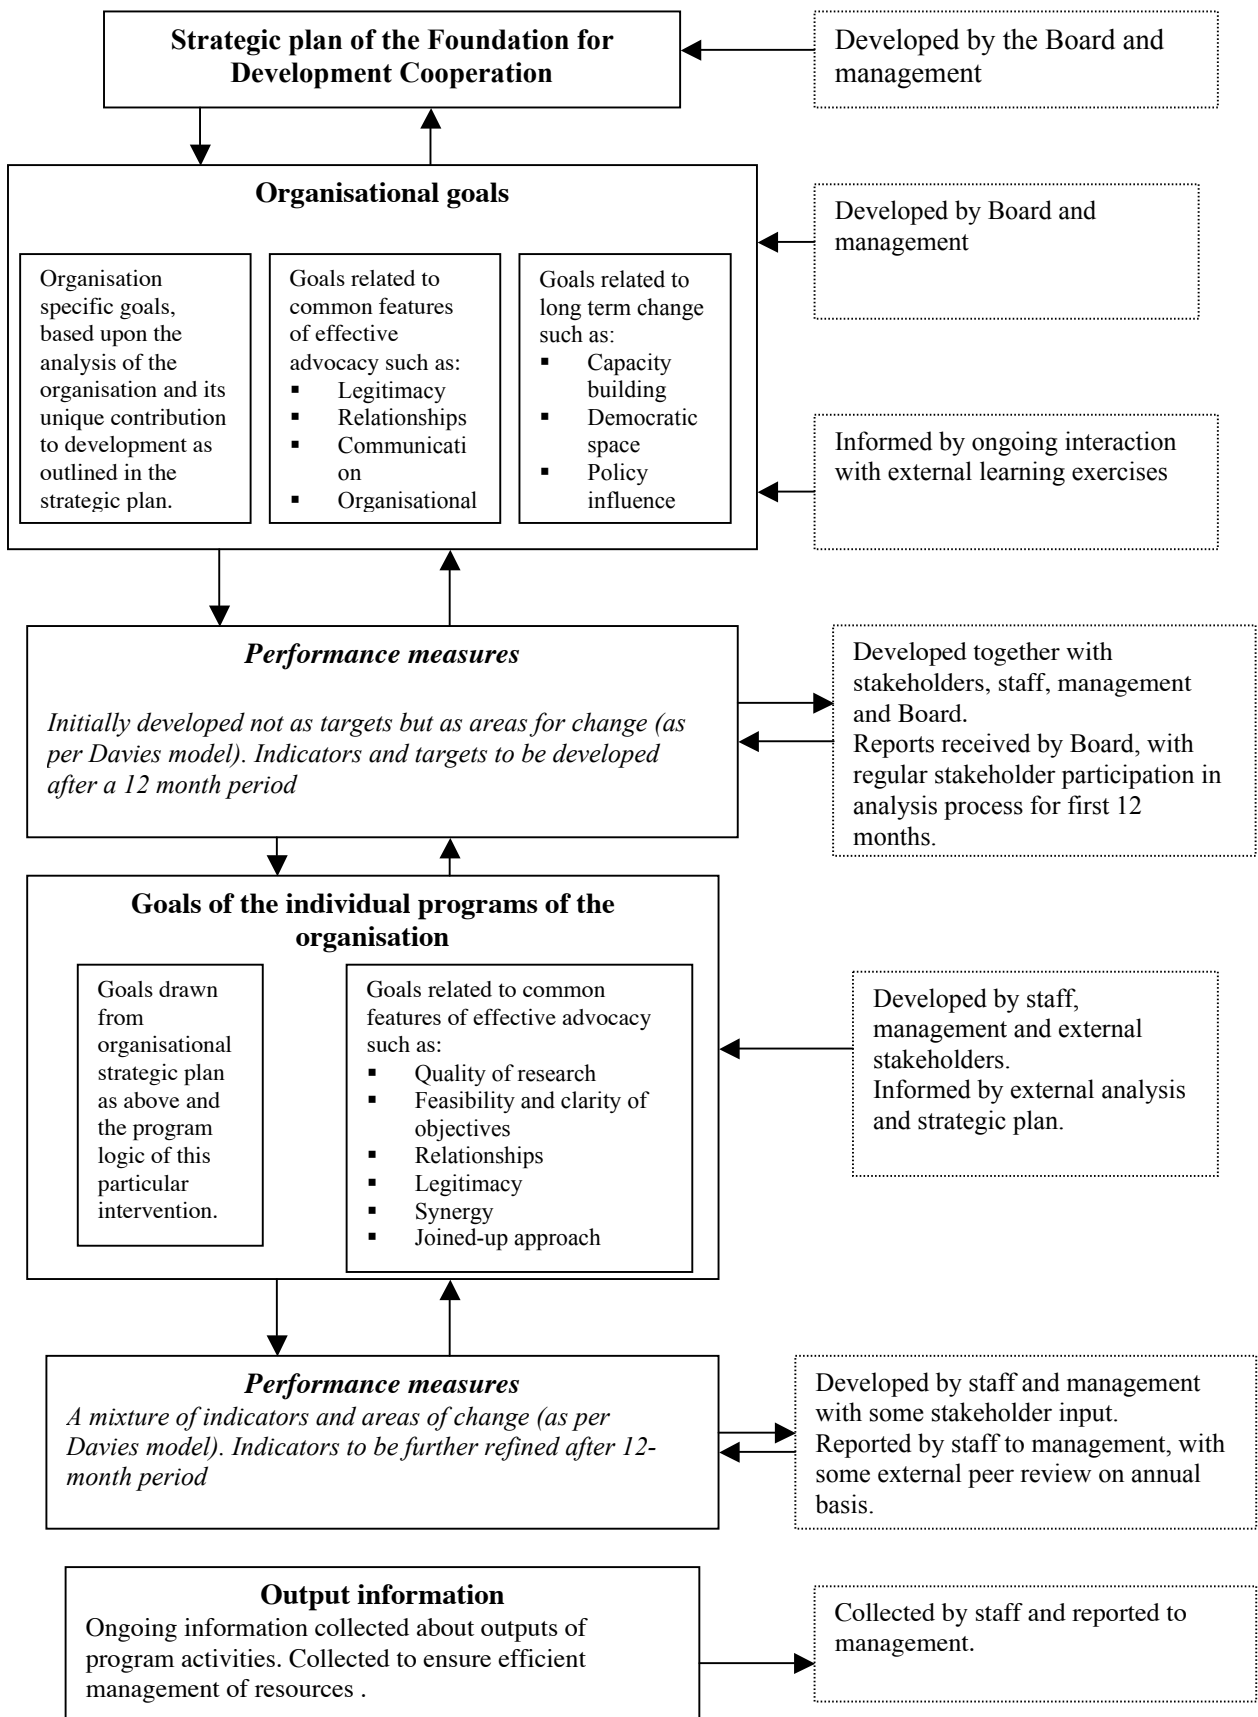 Strategic plan of the Foundation for
Development Cooperation
Developed by the Board and
management
Organisational goals
Organisation
specific goals,
based upon the
analysis of the
organisation and its
unique contribution
to development as
outlined in the
strategic plan.
Goals related to
common features
of effective
advocacy such as:
▪ Legitimacy
▪ Relationships
▪ Communicati
on
▪ Organisational
Goals related to
long term change
such as:
▪ Capacity
building
▪ Democratic
space
▪ Policy
influence
Developed by Board and
management
Informed by ongoing interaction
with external learning exercises
Performance measures
Initially developed not as targets but as areas for change (as
per Davies model). Indicators and targets to be developed
after a 12 month period
Developed together with
stakeholders, staff, management
and Board.
Reports received by Board, with
regular stakeholder participation in
analysis process for first 12
months.
Goals of the individual programs of the
organisation
Goals drawn
from
organisational
strategic plan
as above and
the program
logic of this
particular
intervention.
Goals related to common
features of effective advocacy
such as:
▪ Quality of research
▪ Feasibility and clarity of
objectives
▪ Relationships
▪ Legitimacy
▪ Synergy
▪ Joined-up approach
Developed by staff,
management and external
stakeholders.
Informed by external analysis
and strategic plan.
Performance measures
A mixture of indicators and areas of change (as per
Davies model). Indicators to be further refined after 12-
month period
Developed by staff and management
with some stakeholder input.
Reported by staff to management, with
some external peer review on annual
basis.
Output information
Ongoing information collected about outputs of
program activities. Collected to ensure efficient
management of resources .
Collected by staff and reported to
management.